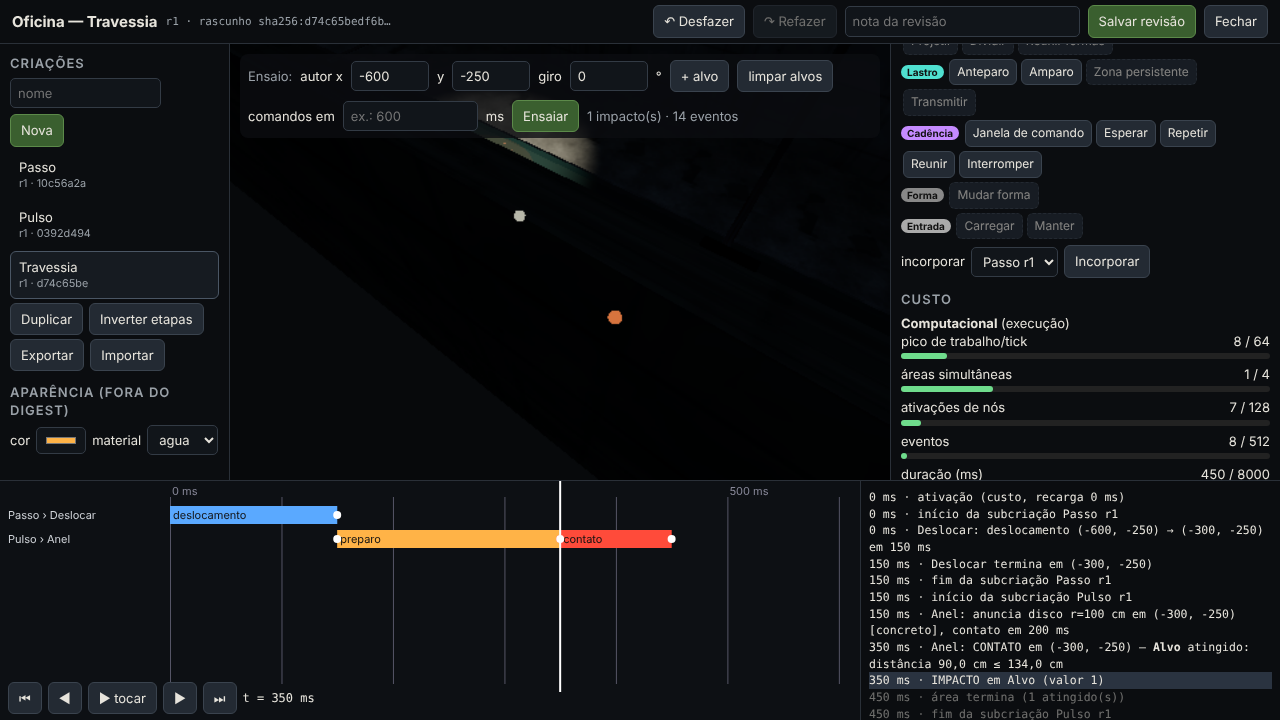 Oficina — Travessia r1 · rascunho sha256:d74c65bedf6b… ↶ Desfazer ↷ Refazer nota da revisão Salvar revisão Fechar
CRIAÇÕES
nome
Nova
Passo
r1 · 10c56a2a
Pulso
r1 · 0392d494
Travessia
r1 · d74c65be
Duplicar Inverter etapas
Exportar Importar
APARÊNCIA (FORA DO
DIGEST)
cor material agua
Ensaio: autor x -600 y -250 giro 0 ° + alvo limpar alvos
comandos em ex.: 600 ms Ensaiar 1 impacto(s) · 14 eventos
Lastro Anteparo Amparo Zona persistente
Transmitir
Cadência Janela de comando Esperar Repetir
Reunir Interromper
Forma Mudar forma
Entrada Carregar Manter
incorporar Passo r1 Incorporar
CUSTO
Computacional (execução)
pico de trabalho/tick 8 / 64
áreas simultâneas 1 / 4
ativações de nós 7 / 128
eventos 8 / 512
duração (ms) 450 / 8000
0 ms 500 ms
Passo › Deslocar deslocamento
Pulso › Anel preparo contato
⏮ ◀ ▶ tocar ▶ ⏭ t = 350 ms
0 ms · ativação (custo, recarga 0 ms)
0 ms · início da subcriação Passo r1
0 ms · Deslocar: deslocamento (-600, -250) → (-300, -250)
em 150 ms
150 ms · Deslocar termina em (-300, -250)
150 ms · fim da subcriação Passo r1
150 ms · início da subcriação Pulso r1
150 ms · Anel: anuncia disco r=100 cm em (-300, -250)
[concreto], contato em 200 ms
350 ms · Anel: CONTATO em (-300, -250) — Alvo atingido:
distância 90,0 cm ≤ 134,0 cm
350 ms · IMPACTO em Alvo (valor 1)
450 ms · área termina (1 atingido(s))
450 ms · fim da subcriação Pulso r1